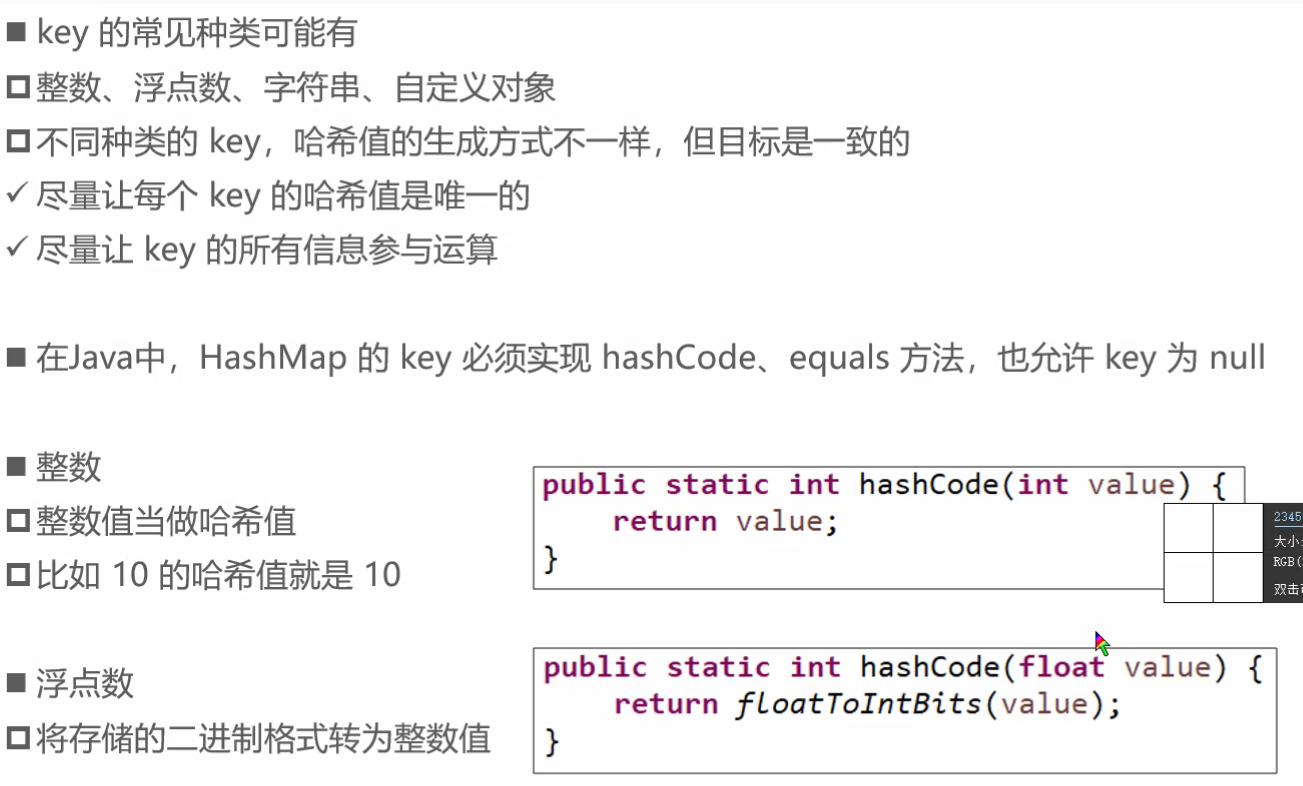 key 的常见种类可能有
整数、浮点数、字符串、自定义对象
不同种类的 key，哈希值的生成方式不一样，但目标是一致的
尽量让每个 key 的哈希值是唯一的
尽量让 key 的所有信息参与运算
在Java中，HashMap 的 key 必须实现 hashCode、equals 方法，也允许 key 为 null
整数
整数值当做哈希值
比如 10 的哈希值就是 10
public static int hashCode(int value) {
return value;
}
2345
大小
RGB(
双击
浮点数
将存储的二进制格式转为整数值
public static int hashCode(float value) {
return floatToIntBits(value);
}